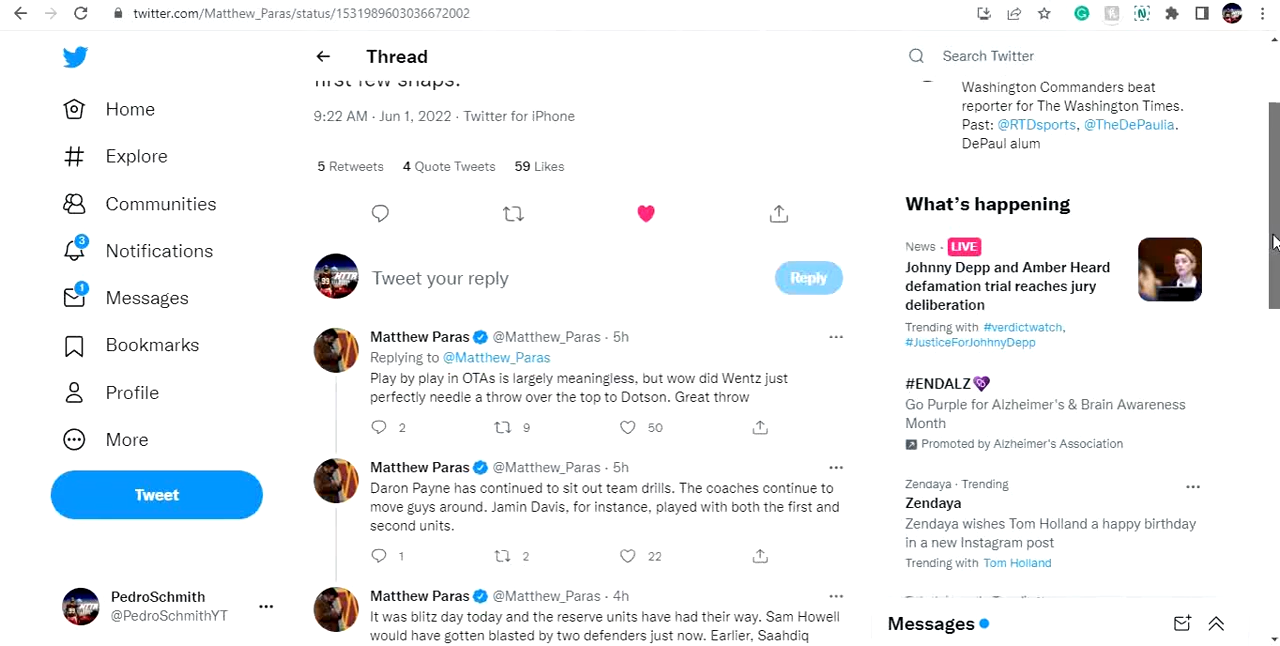 twitter.com/Matthew_Paras/status/1531989603036672002
Thread
Search Twitter
first few snaps.
9:22 AM · Jun 1, 2022 · Twitter for iPhone
5 Retweets 4 Quote Tweets 59 Likes
Home
Explore
Communities
3
Notifications
1
Messages
Bookmarks
Profile
More
Tweet
PedroSchmith
@PedroSchmithYT
Tweet your reply
Reply
Matthew Paras @Matthew_Paras · 5h
Replying to @Matthew_Paras
Play by play in OTAs is largely meaningless, but wow did Wentz just
perfectly needle a throw over the top to Dotson. Great throw
2 9 50
Matthew Paras @Matthew_Paras · 5h
Daron Payne has continued to sit out team drills. The coaches continue to
move guys around. Jamin Davis, for instance, played with both the first and
second units.
1 2 22
Matthew Paras @Matthew_Paras · 4h
It was blitz day today and the reserve units have had their way. Sam Howell
would have gotten blasted by two defenders just now. Earlier, Saahdiq
Washington Commanders beat
reporter for The Washington Times.
Past: @RTDsports, @TheDePaulia.
DePaul alum
What's happening
News · LIVE
Johnny Depp and Amber Heard
defamation trial reaches jury
deliberation
Trending with #verdictwatch,
#JusticeForJohhnyDepp
#ENDALZ
Go Purple for Alzheimer's & Brain Awareness
Month
Promoted by Alzheimer's Association
Zendaya · Trending
Zendaya
Zendaya wishes Tom Holland a happy birthday
in a new Instagram post
Trending with Tom Holland
Messages